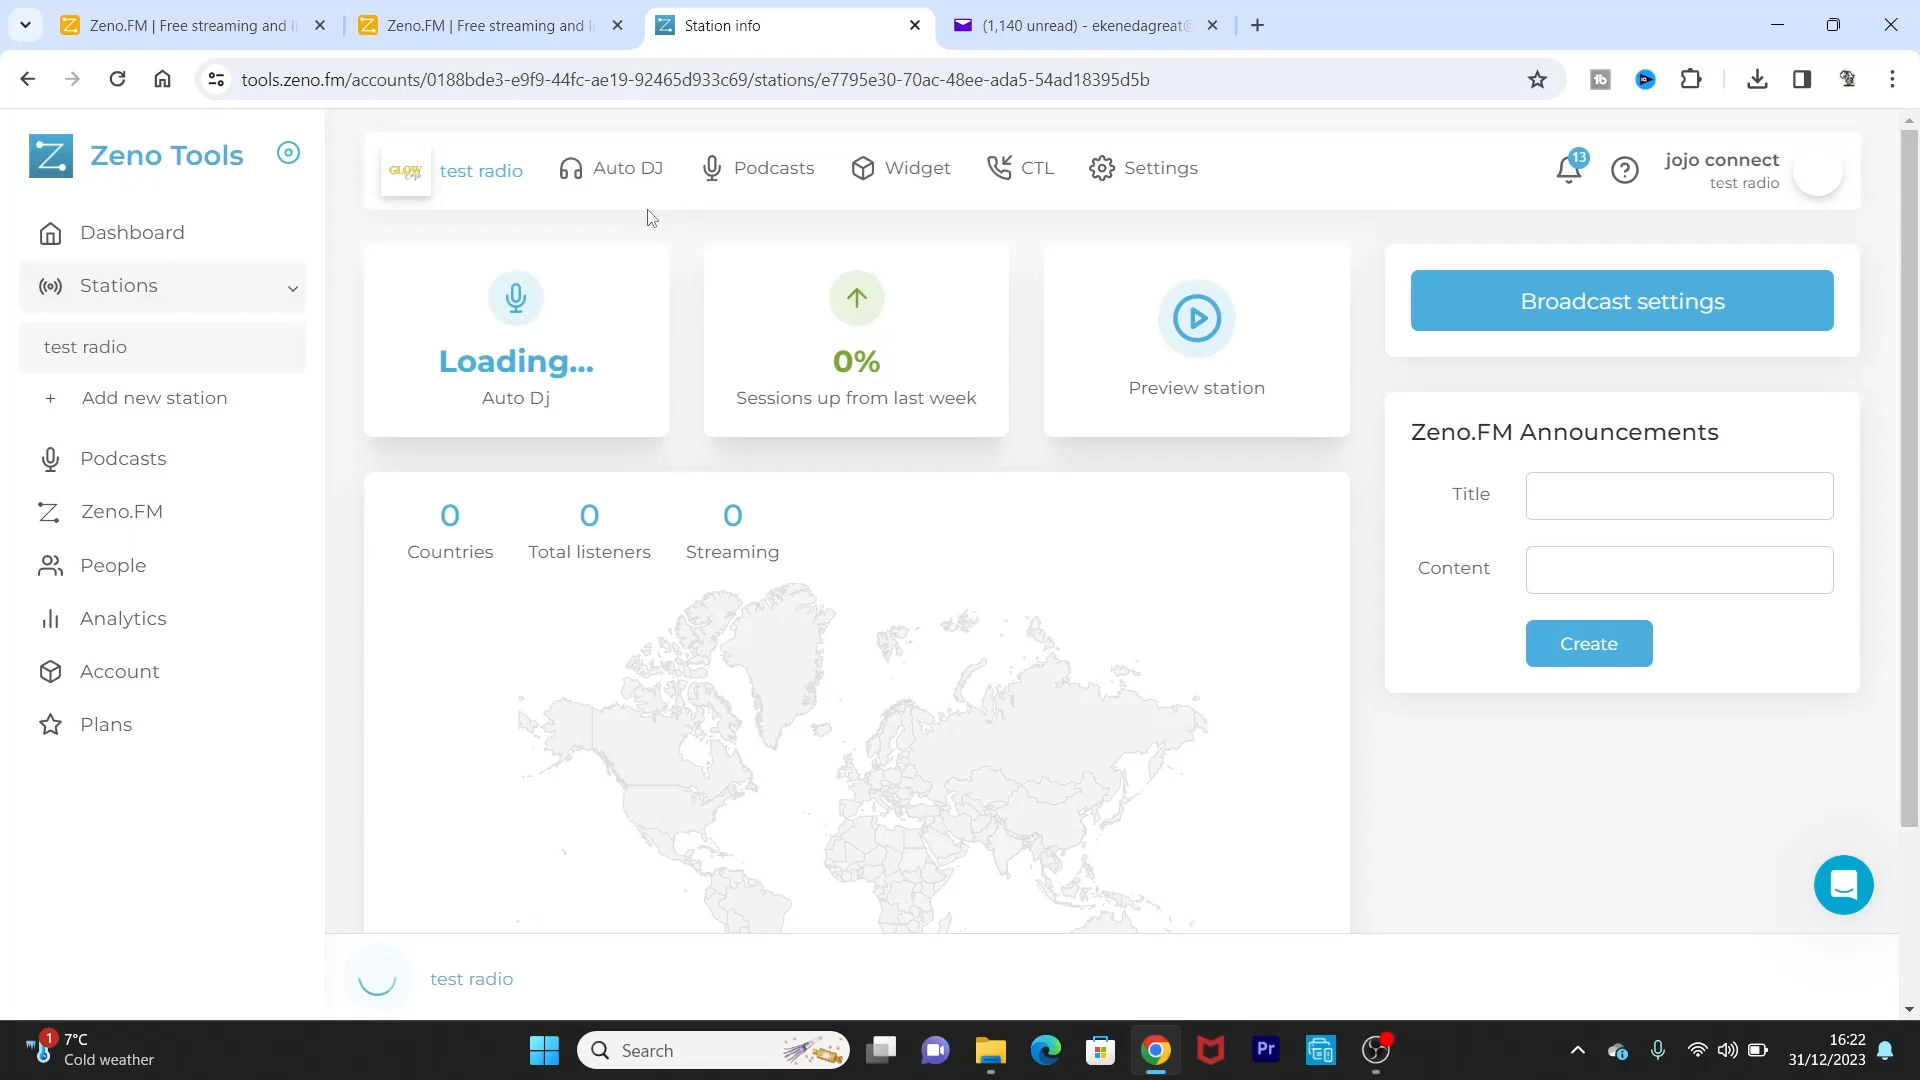 Zeno.FM | Free streaming and li
Zeno.FM | Free streaming and li
Station info
(1,140 unread) - ekenedagreat@
tools.zeno.fm/accounts/0188bde3-e9f9-44fc-ae19-92465d933c69/stations/e7795e30-70ac-48ee-ada5-54ad18395d5b
Zeno Tools
GLOW
test radio
Auto DJ
Podcasts
Widget
CTL
Settings
13
jojo connect
test radio
Dashboard
Stations
test radio
+ Add new station
Podcasts
Zeno.FM
People
Analytics
Account
Plans
Loading...
Auto Dj
0%
Sessions up from last week
Preview station
Broadcast settings
Zeno.FM Announcements
Title
Content
Create
0
Countries
0
Total listeners
0
Streaming
test radio
1
7°C
Cold weather
Search
Pr
16:22
31/12/2023